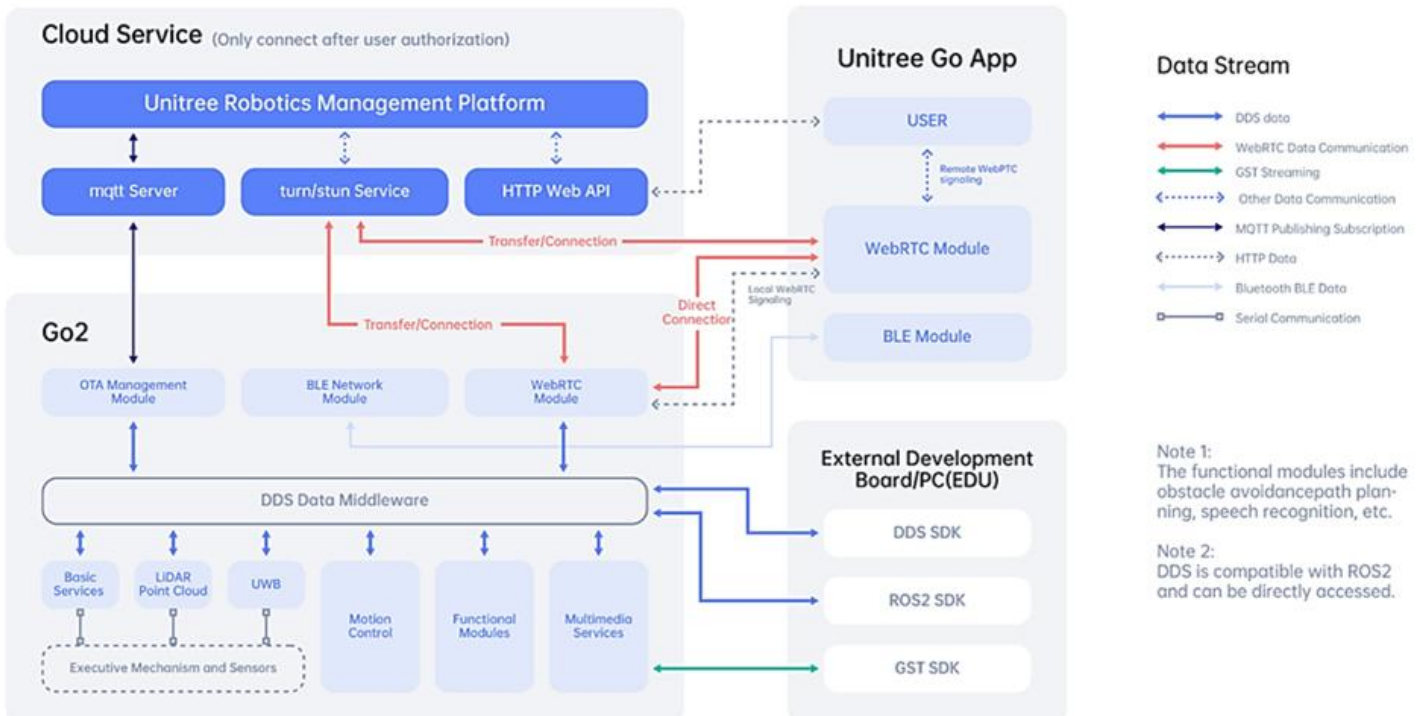 Cloud Service (Only connect after user authorization)
Unitree Robotics Management Platform
mqtt Server
turn/stun Service
HTTP Web API
Transfer/Connection
Transfer/Connection
Direct
Connection
Local WebRTC
Signaling
Go2
OTA Management
Module
BLE Network
Module
WebRTC
Module
DDS Data Middleware
Basic
Services
LiDAR
Point Cloud
UWB
Motion
Control
Functional
Modules
Multimedia
Services
Executive Mechanism and Sensors
Unitree Go App
USER
Remote WebPTC
signaling
WebRTC Module
BLE Module
External Development
Board/PC(EDU)
DDS SDK
ROS2 SDK
GST SDK
Data Stream
DDS data
WebRTC Data Communication
GST Streaming
Other Data Communication
MQTT Publishing Subscription
HTTP Data
Bluetooth BLE Data
Serial Communication
Note 1:
The functional modules include
obstacle avoidancepath plan-
ning, speech recognition, etc.
Note 2:
DDS is compatible with ROS2
and can be directly accessed.